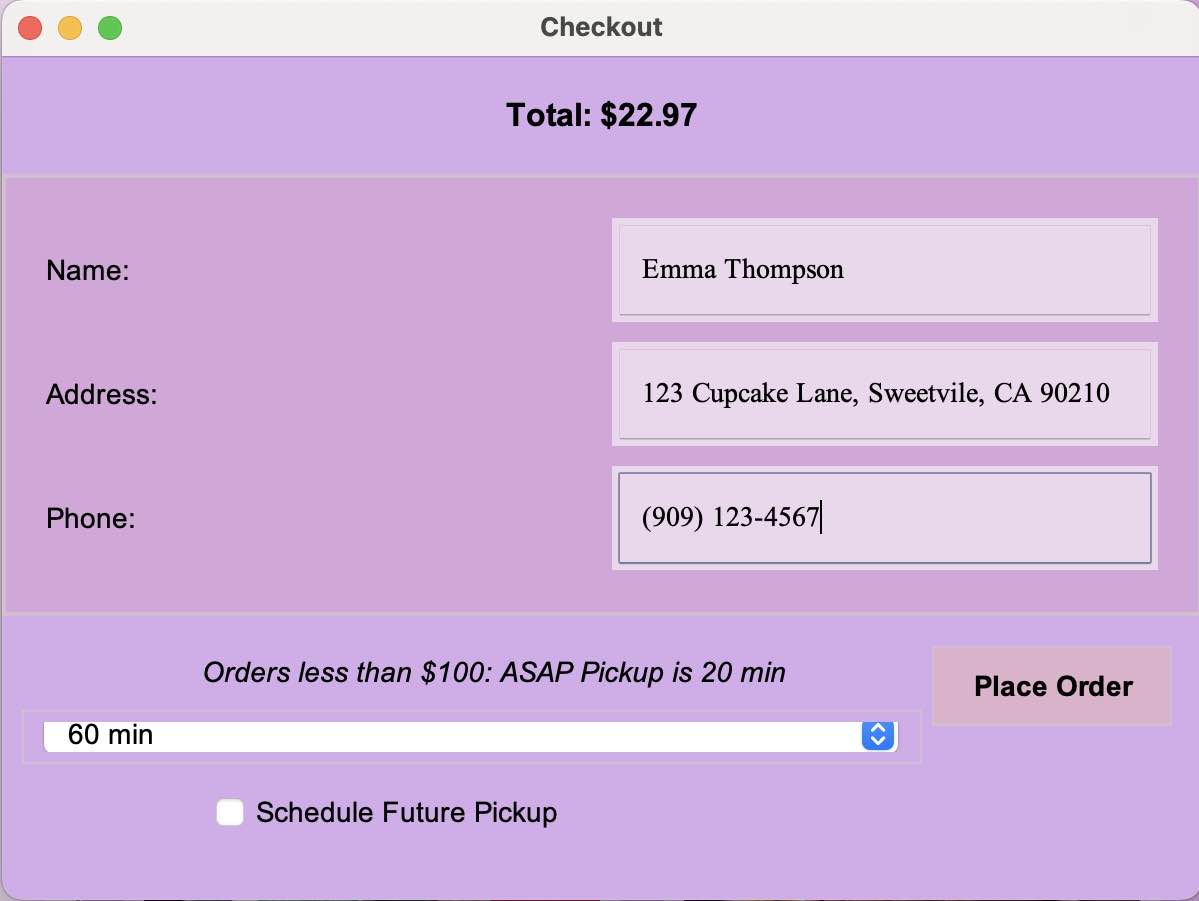 Checkout
Total: $22.97
Name:
Emma Thompson
Address:
123 Cupcake Lane, Sweetvile, CA 90210
Phone:
(909) 123-4567
Orders less than $100: ASAP Pickup is 20 min
Place Order
60 min
Schedule Future Pickup